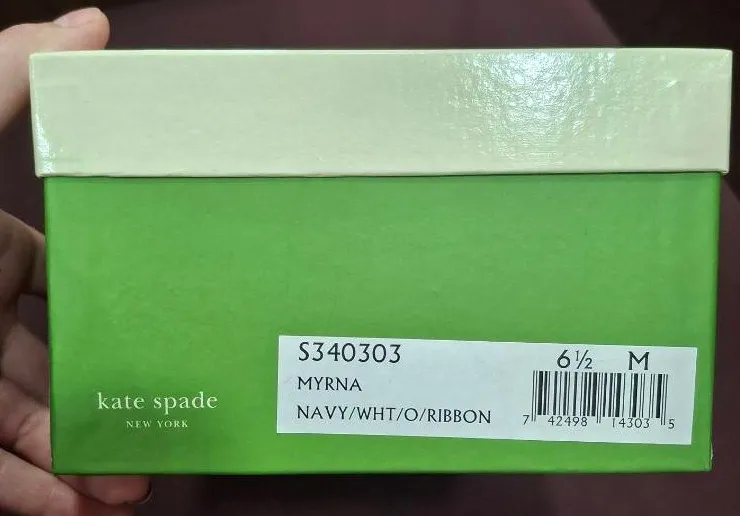 S340303
MYRNA
NAVY/WHT/O/RIBBON
6½ M
7 42498 14303 5
kate spade
NEW YORK